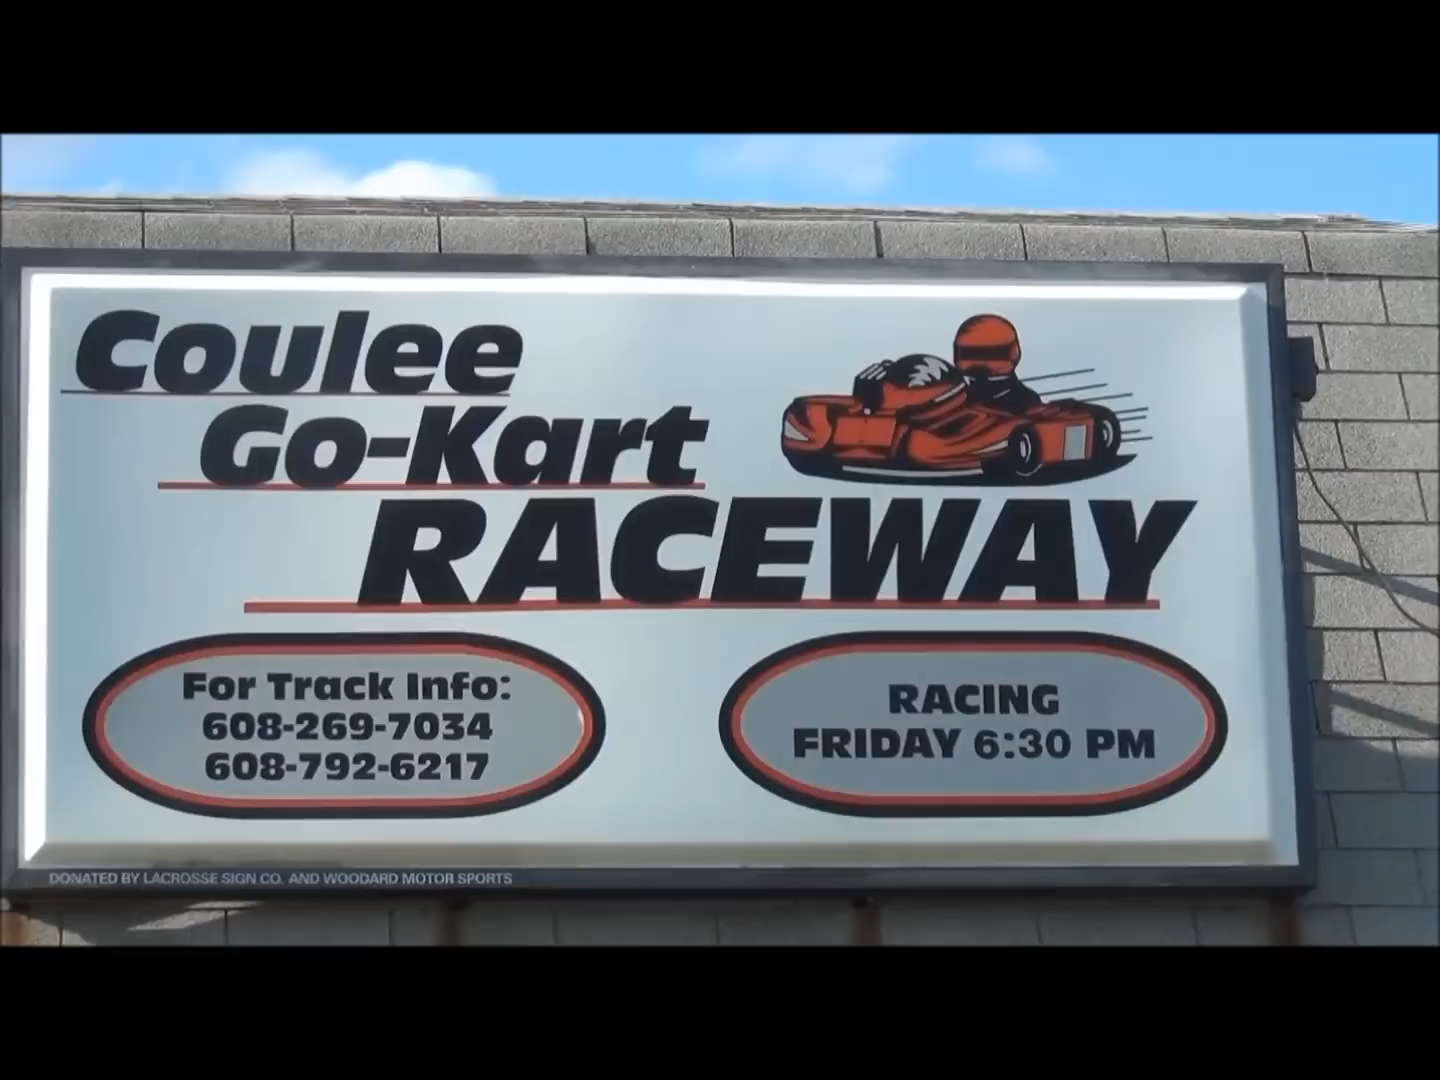 Coulee
Go-Kart
RACEWAY
For Track Info:
608-269-7034
608-792-6217
RACING
FRIDAY 6:30 PM
DONATED BY LACROSSE SIGN CO. AND WOODARD MOTOR SPORTS